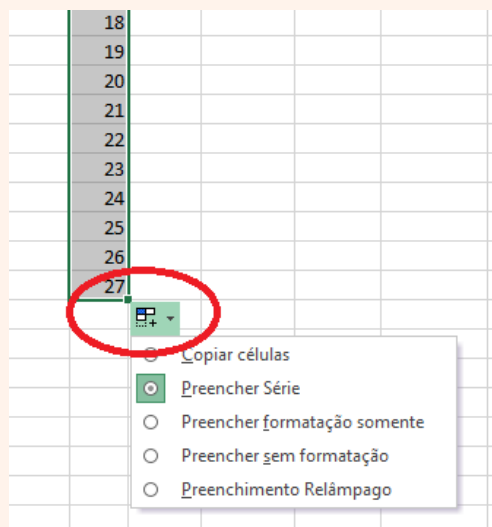 18
19
20
21
22
23
24
25
26
27
Copiar células
Preencher Série
Preencher formatação somente
Preencher sem formatação
Preenchimento Relâmpago